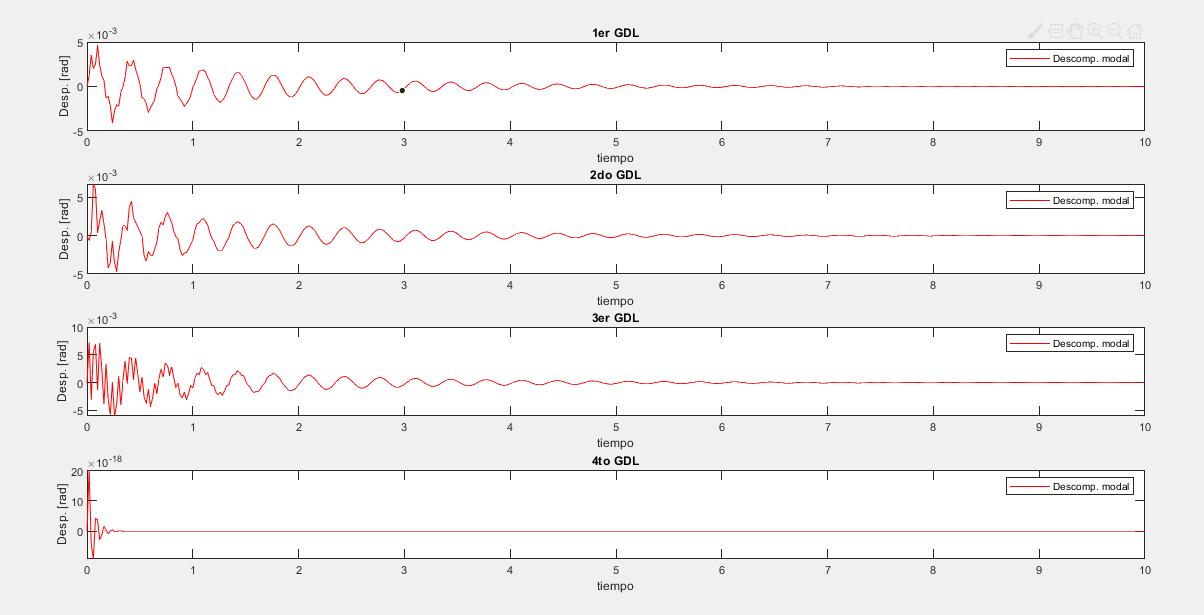 ×10-3
1er GDL
5
0
-5
Desp. [rad]
Descomp. modal
0 1 2 3 4 5 6 7 8 9 10
tiempo
×10-3
2do GDL
5
0
-5
Desp. [rad]
Descomp. modal
0 1 2 3 4 5 6 7 8 9 10
tiempo
×10-3
3er GDL
10
5
0
-5
Desp. [rad]
Descomp. modal
0 1 2 3 4 5 6 7 8 9 10
tiempo
×10-18
4to GDL
20
10
0
Desp. [rad]
Descomp. modal
0 1 2 3 4 5 6 7 8 9 10
tiempo